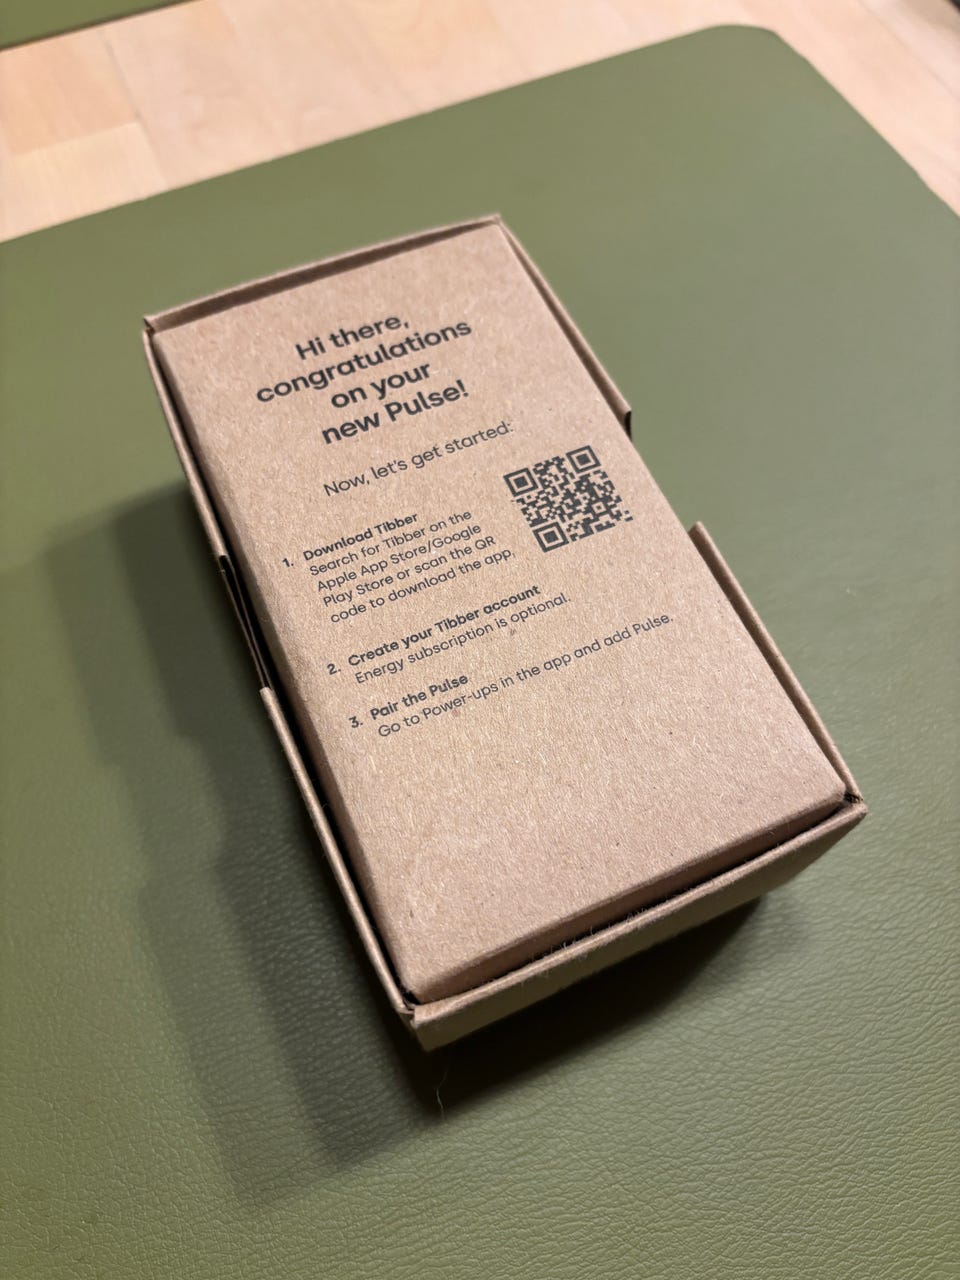 Hi there,
congratulations
on your
new Pulse!
Now, let's get started:
1. Download Tibber
Search for Tibber on the
Apple App Store/Google
Play Store or scan the QR
code to download the app.
2. Create your Tibber account
Energy subscription is optional.
3. Pair the Pulse
Go to Power-ups in the app and add Pulse.